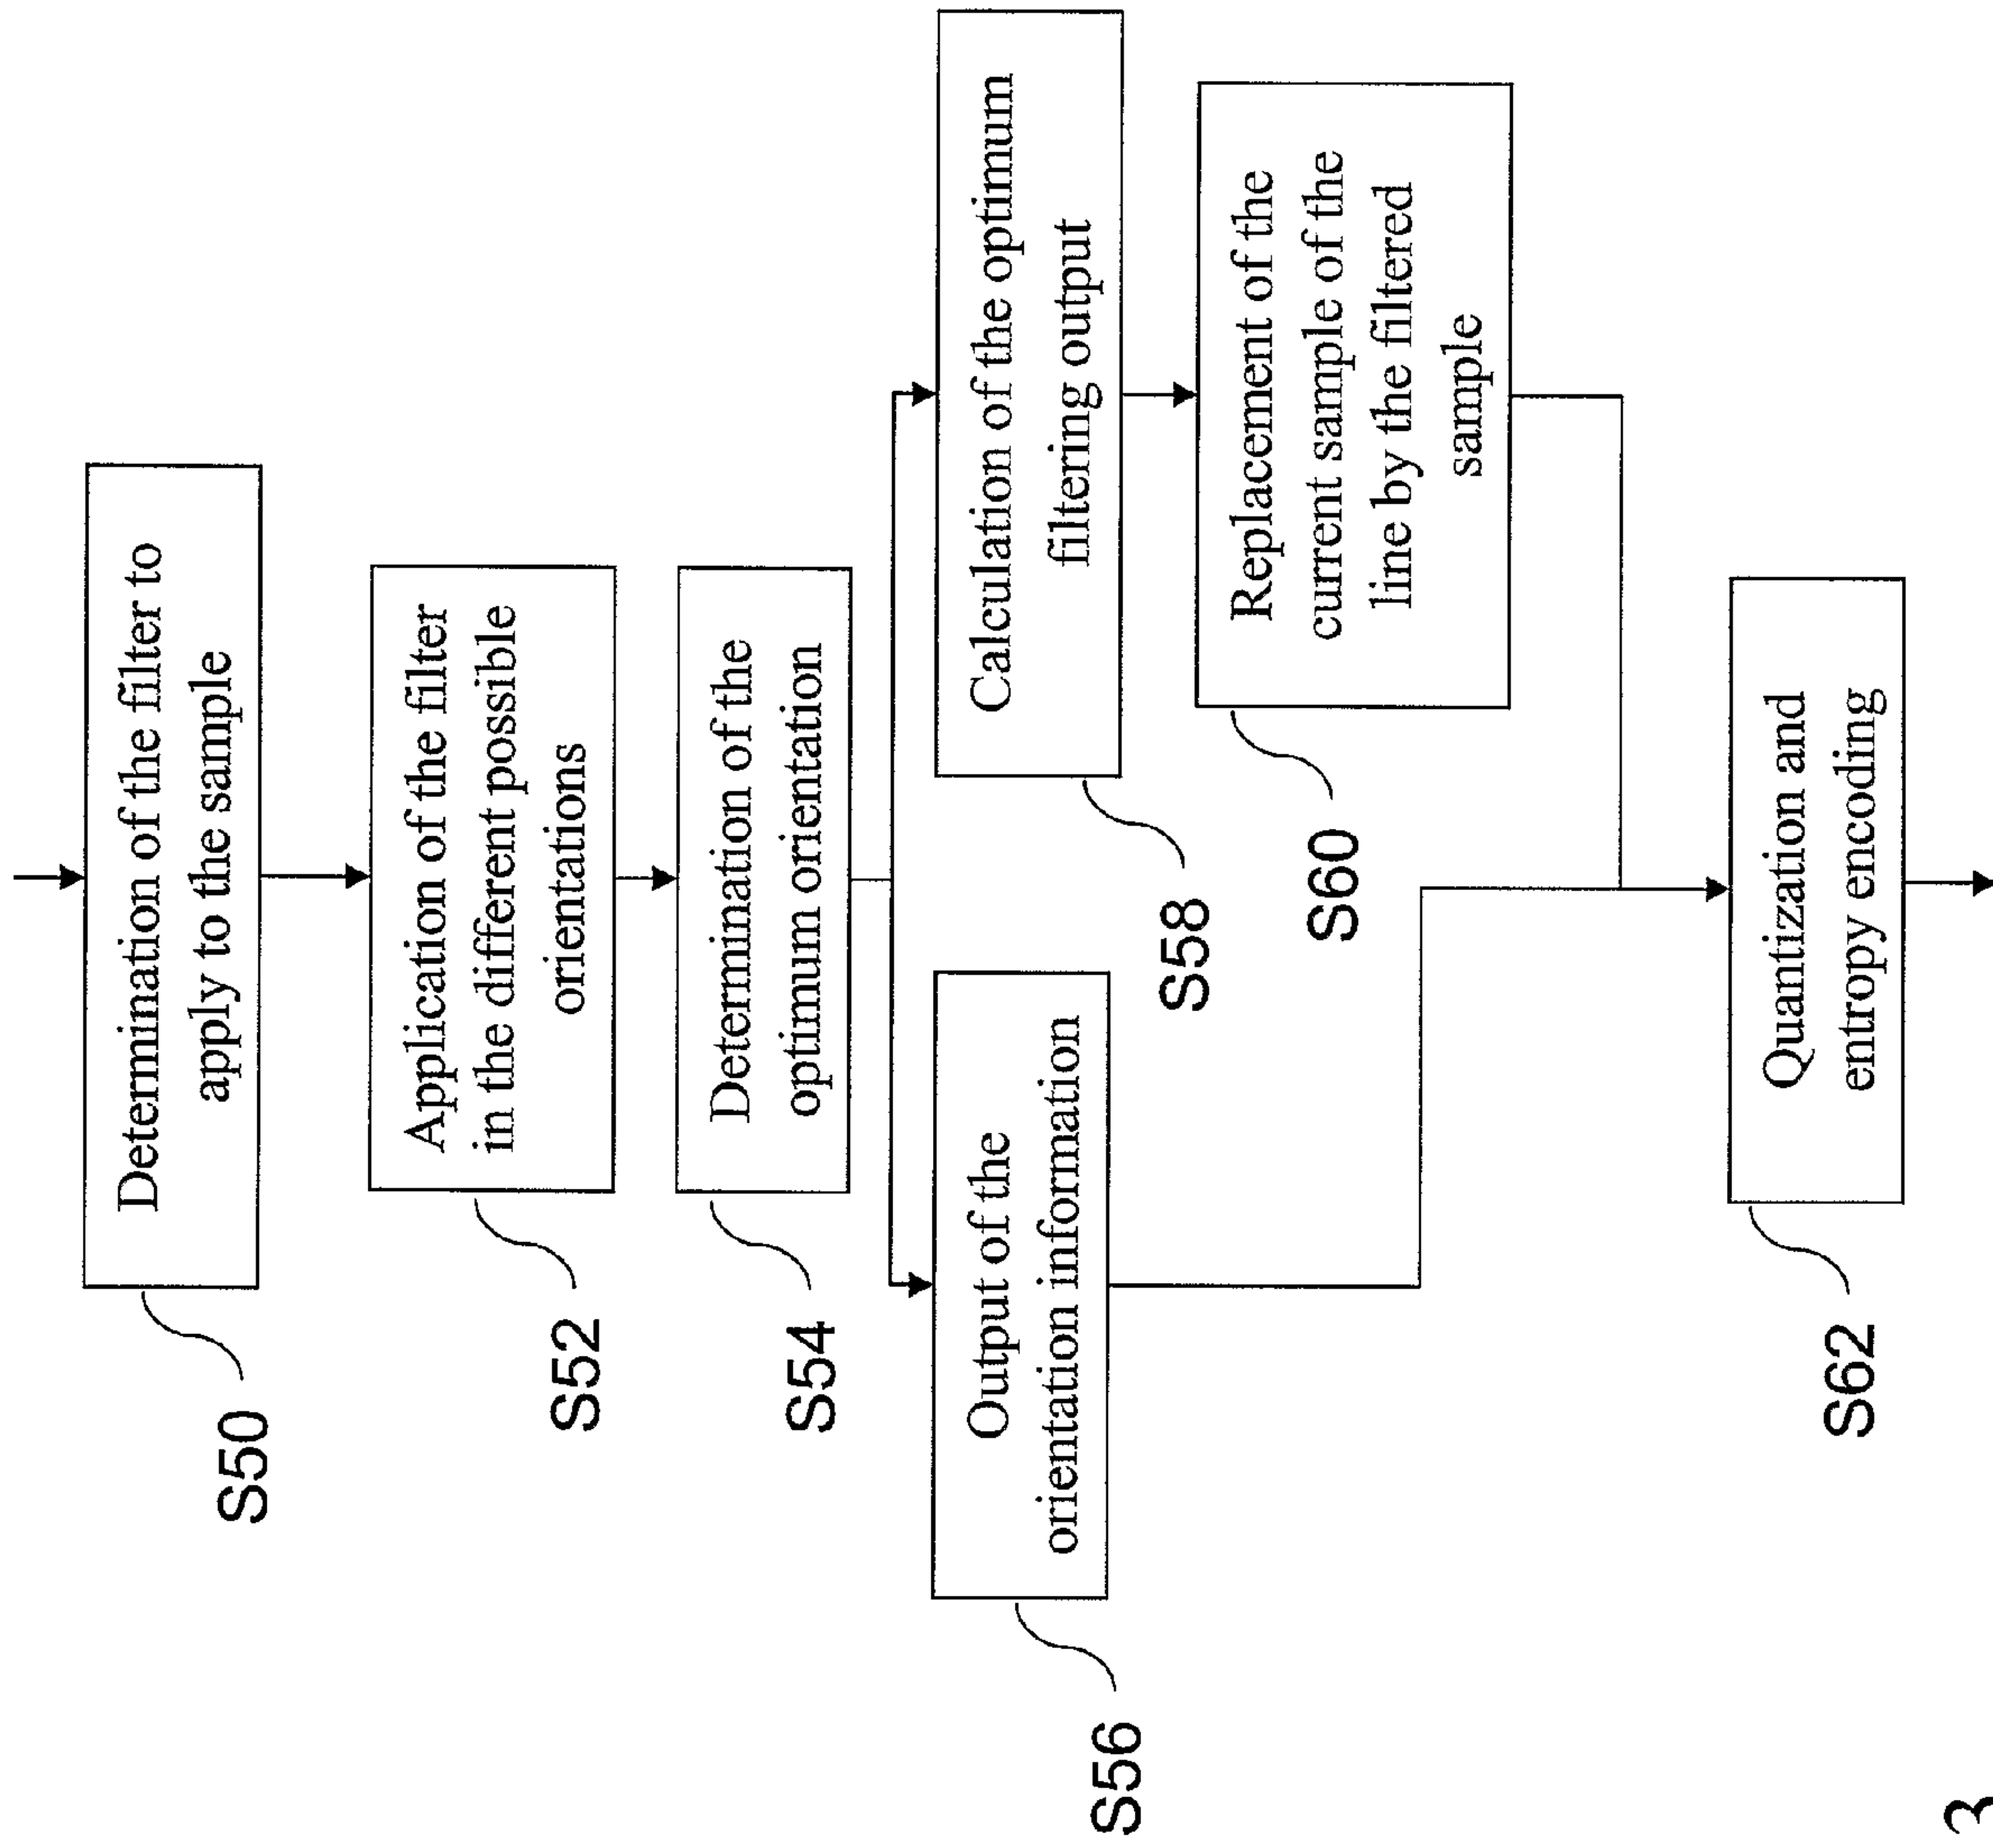 Determination of the filter to
apply to the sample
S50
Application of the filter
in the different possible
orientations
S52
Determination of the
optimum orientation
S54
Output of the
orientation information
S56
Calculation of the optimum
filtering output
S58
Replacement of the
current sample of the
line by the filtered
sample
S60
Quantization and
entropy encoding
S62
3